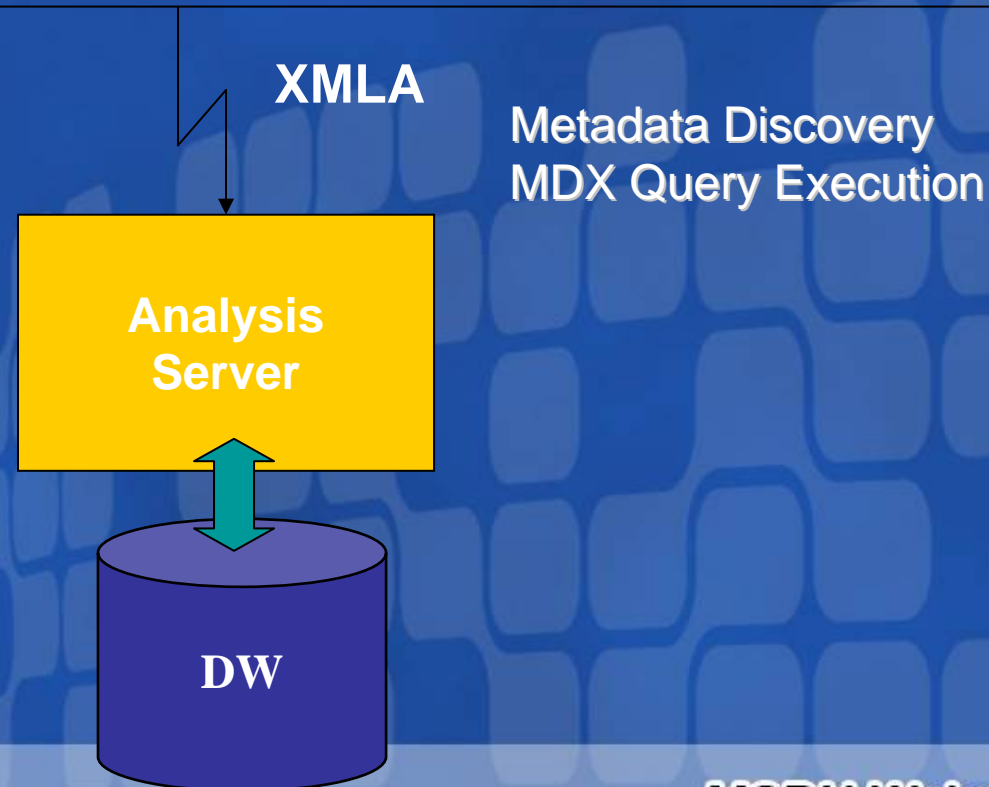 XMLA
Metadata Discovery
MDX Query Execution
Analysis
Server
DW